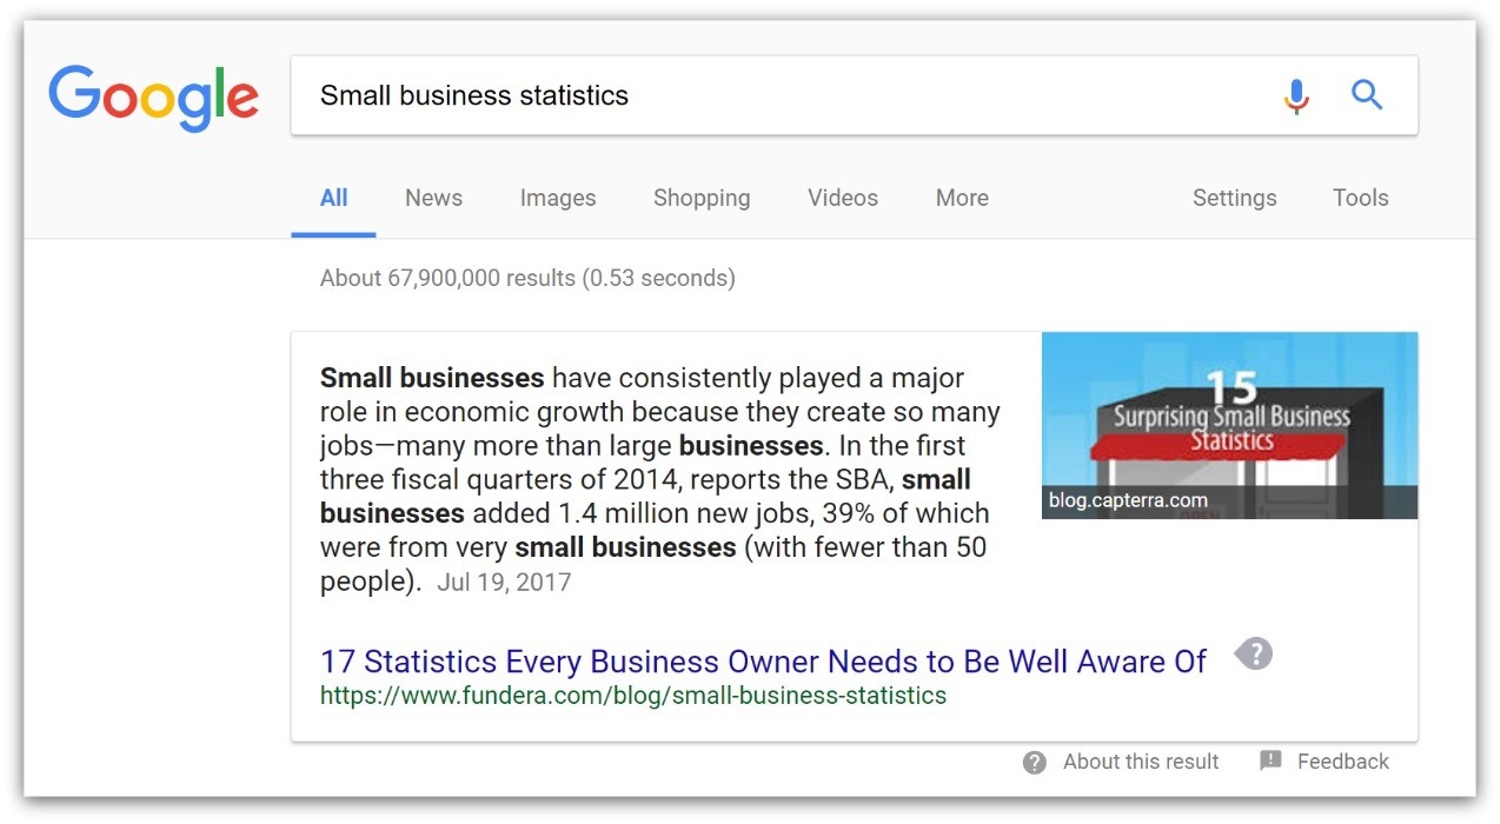 Google
Small business statistics
All News Images Shopping Videos More Settings Tools
About 67,900,000 results (0.53 seconds)
Small businesses have consistently played a major
role in economic growth because they create so many
jobs—many more than large businesses. In the first
three fiscal quarters of 2014, reports the SBA, small
businesses added 1.4 million new jobs, 39% of which
were from very small businesses (with fewer than 50
people). Jul 19, 2017
15
Surprising Small Business
Statistics
OPEN
blog.capterra.com
17 Statistics Every Business Owner Needs to Be Well Aware Of
https://www.fundera.com/blog/small-business-statistics
About this result Feedback